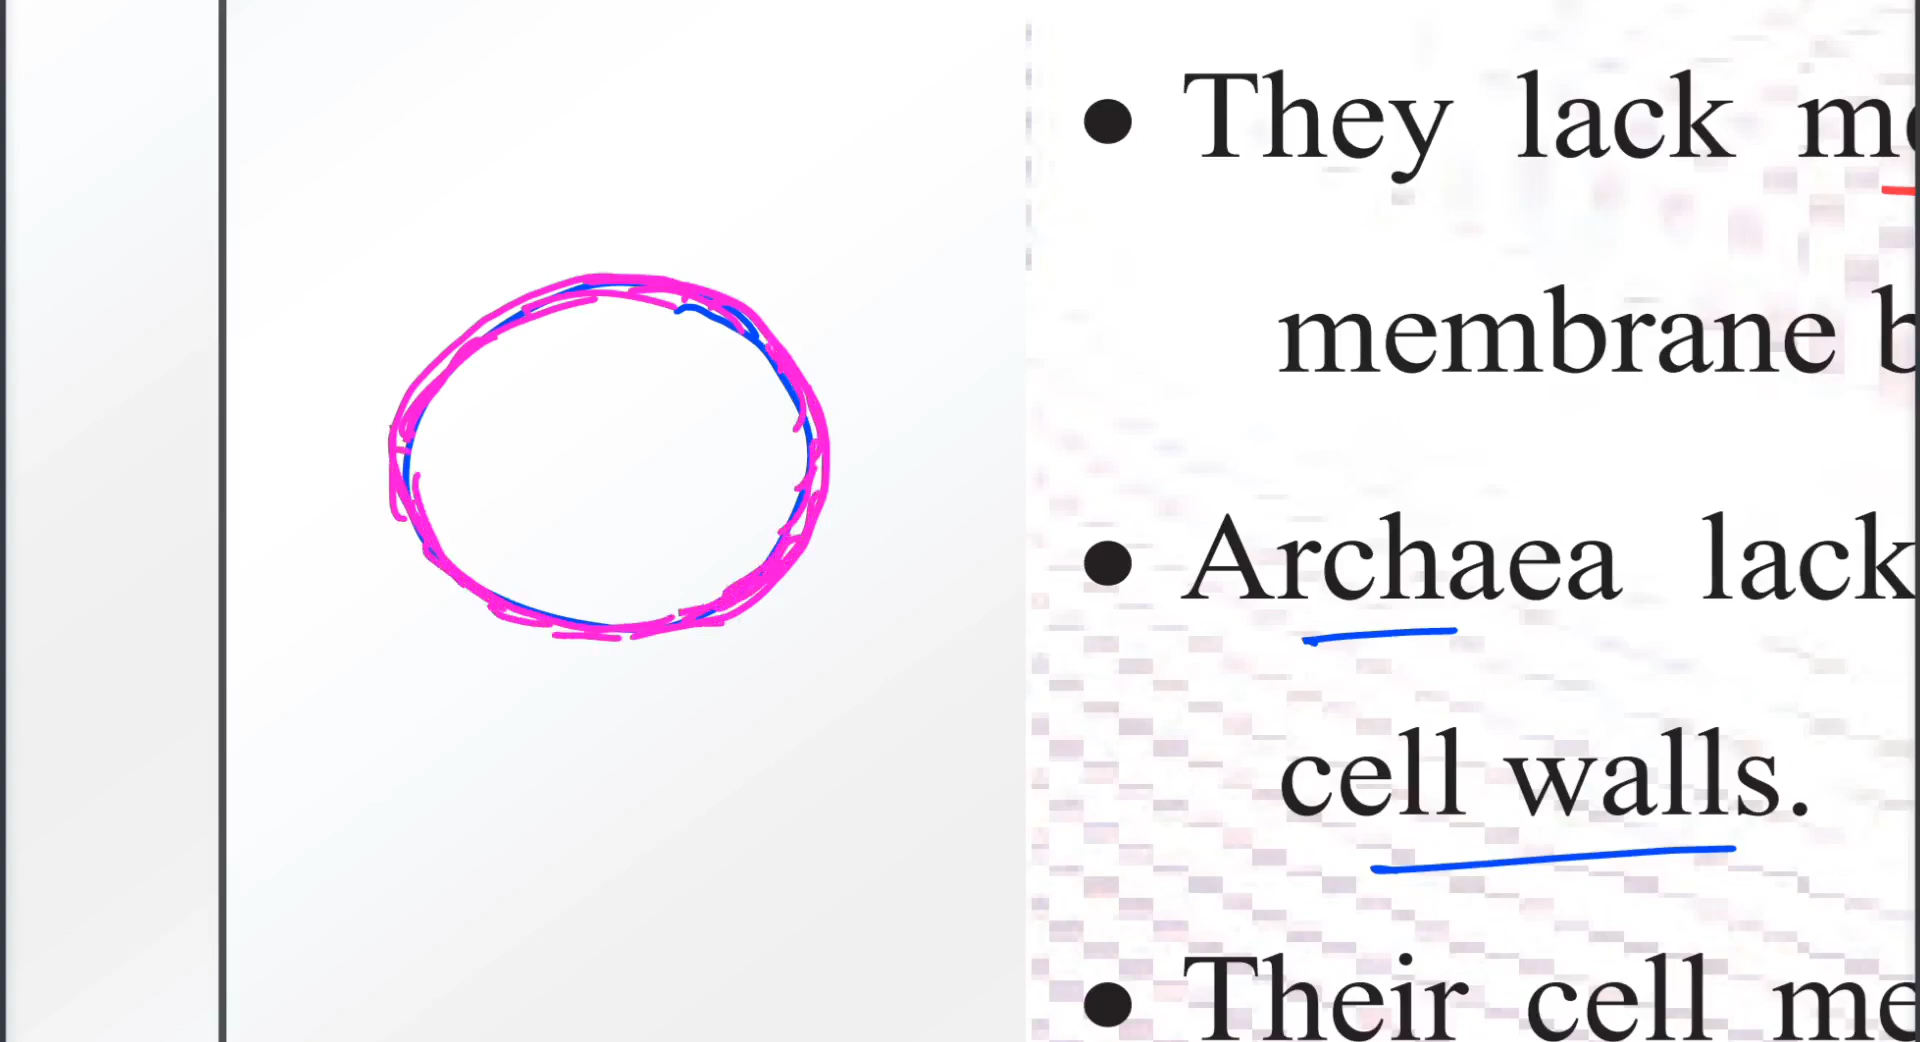 • They lack
membrane
• Archaea lack
cell walls.
• Their cell